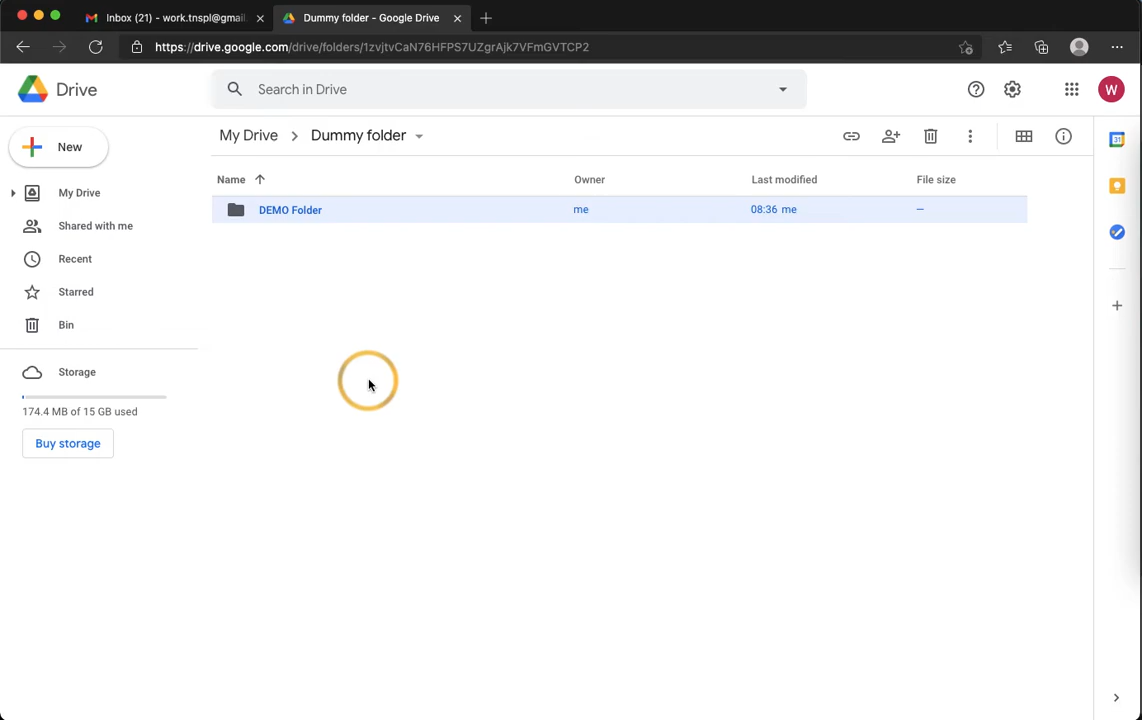 Inbox (21) - work.tnspl@gmail.
Dummy folder - Google Drive
https://drive.google.com/drive/folders/1zvjtvCaN76HFPS7UZgrAjk7VFmGVTCP2
Drive
Search in Drive
W
New
My Drive > Dummy folder
31
Name
Owner
Last modified
File size
My Drive
DEMO Folder
me
08:36 me
—
Shared with me
Recent
Starred
Bin
Storage
174.4 MB of 15 GB used
Buy storage